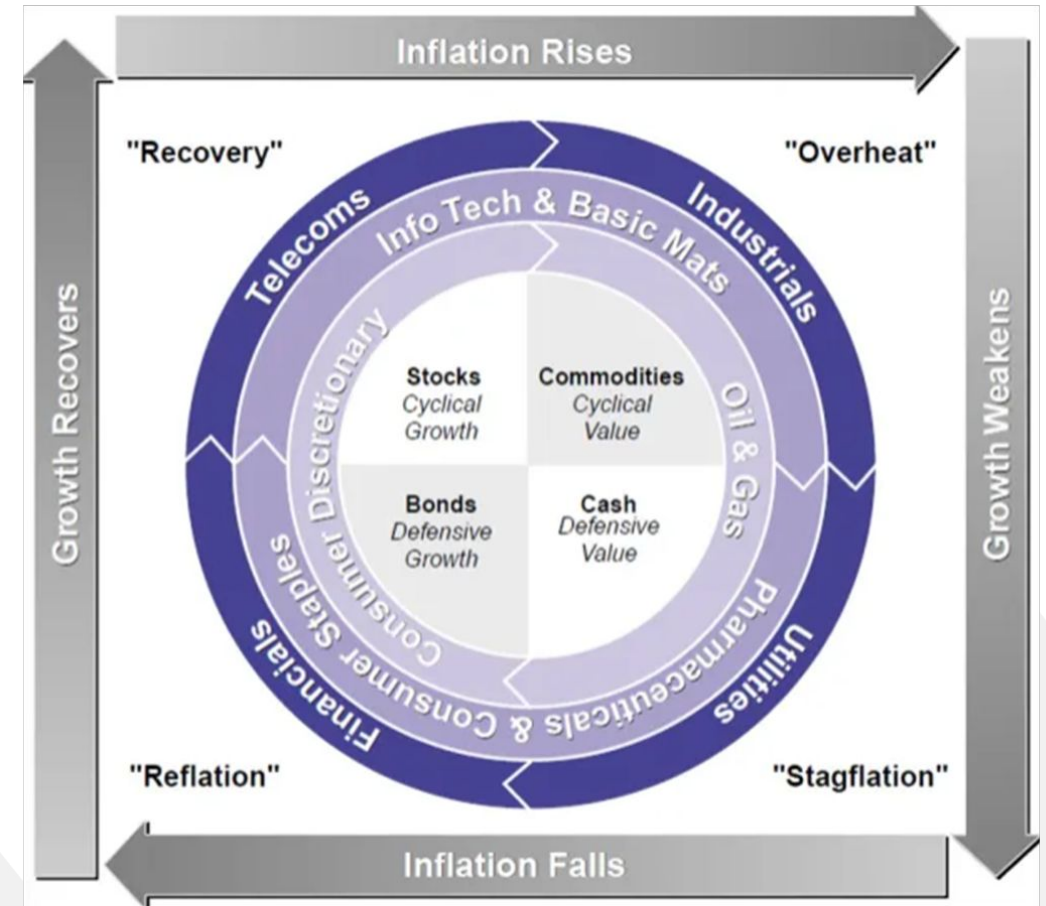 Inflation Rises
"Recovery"
"Overheat"
Growth Recovers
Growth Weakens
Telecoms
Industrials
Info Tech & Basic Mats
Consumer Discretionary
Oil & Gas
Stocks
Cyclical
Growth
Commodities
Cyclical
Value
Bonds
Defensive
Growth
Cash
Defensive
Value
Financials
Utilities
Pharmaceuticals & Consumer Staples
"Reflation"
"Stagflation"
Inflation Falls